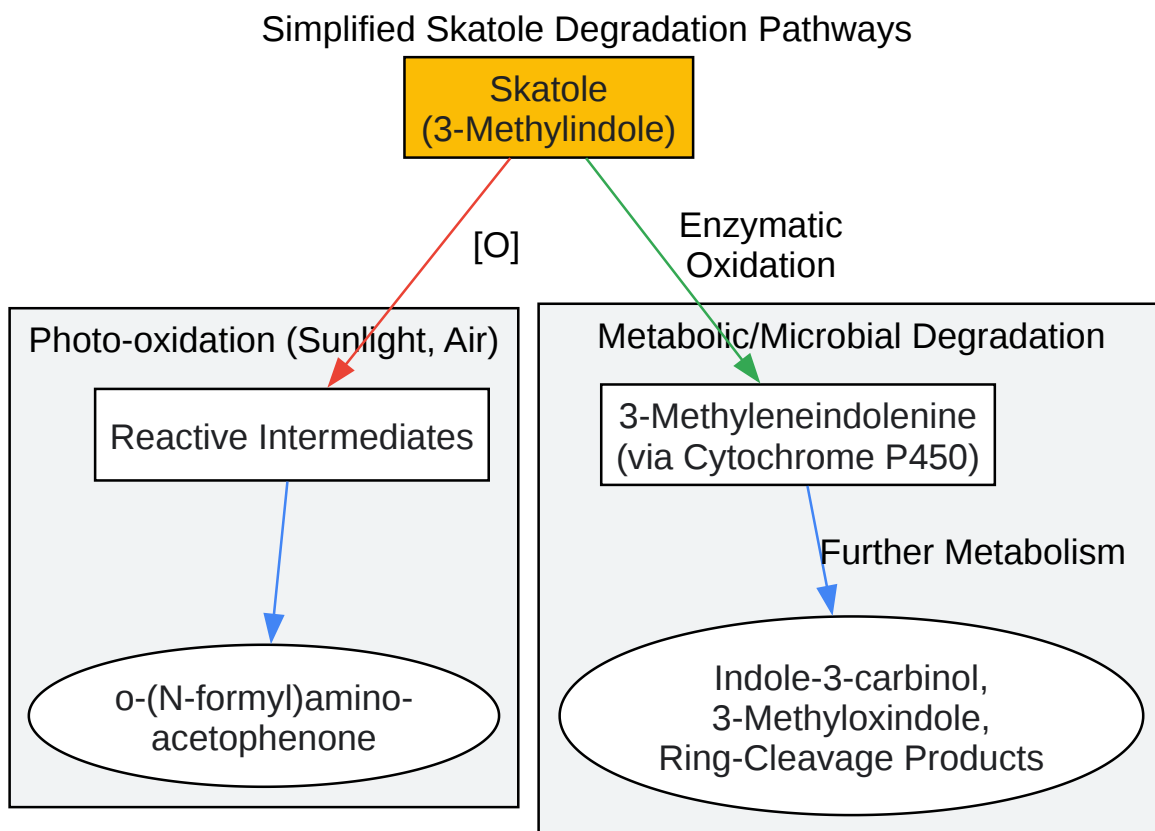 Simplified Skatole Degradation Pathways
Skatole
(3-Methylindole)
[O]
Enzymatic
Oxidation
Photo-oxidation (Sunlight, Air)
Reactive Intermediates
o-(N-formyl)amino-
acetophenone
Metabolic/Microbial Degradation
3-Methyleneindolenine
(via Cytochrome P450)
Further Metabolism
Indole-3-carbinol,
3-Methyloxindole,
Ring-Cleavage Products